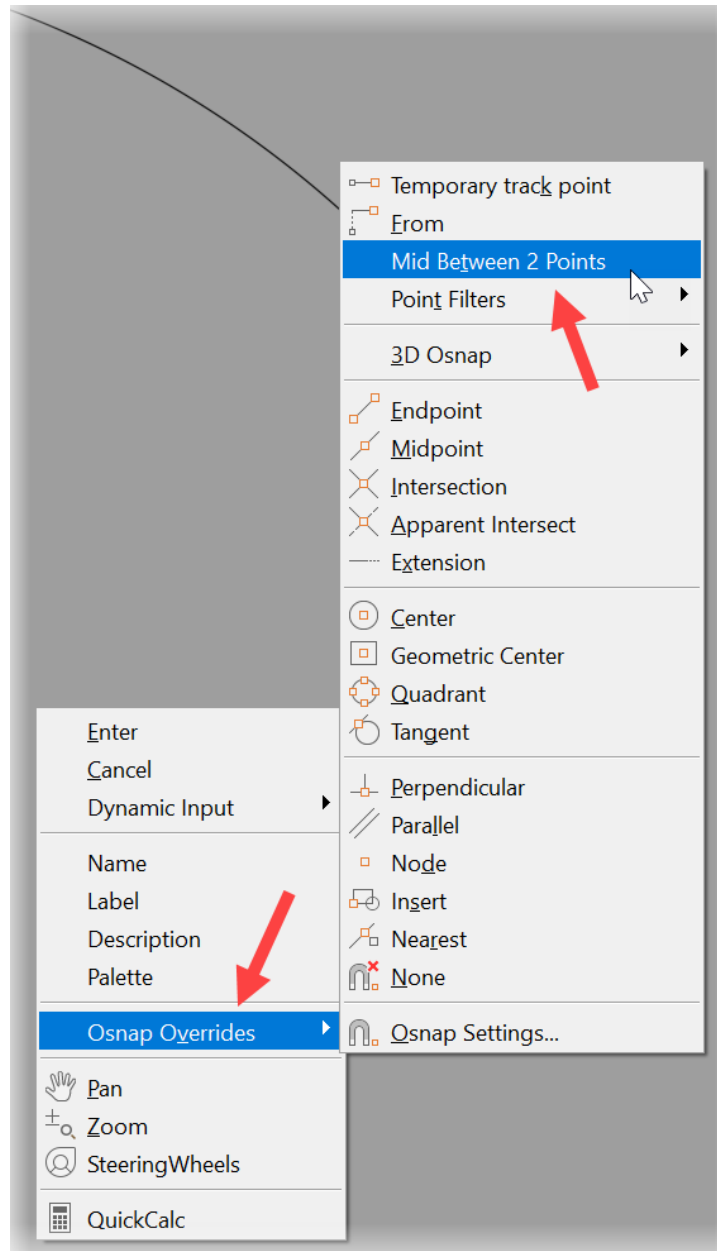 Temporary track point
From
Mid Between 2 Points
Point Filters
3D Osnap
Endpoint
Midpoint
Intersection
Apparent Intersect
Extension
Center
Geometric Center
Quadrant
Tangent
Perpendicular
Parallel
Node
Insert
Nearest
None
Osnap Settings...
Enter
Cancel
Dynamic Input
Name
Label
Description
Palette
Osnap Overrides
Pan
Zoom
SteeringWheels
QuickCalc